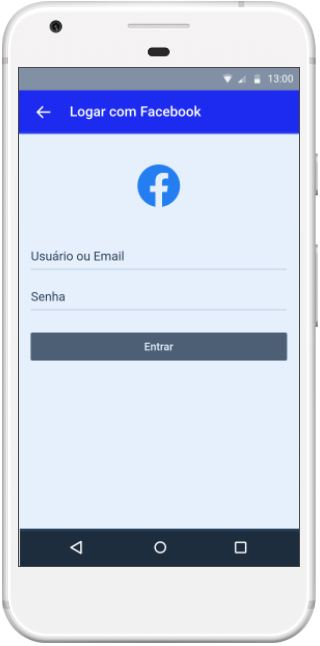 13:00
Logar com Facebook
Usuário ou Email
Senha
Entrar